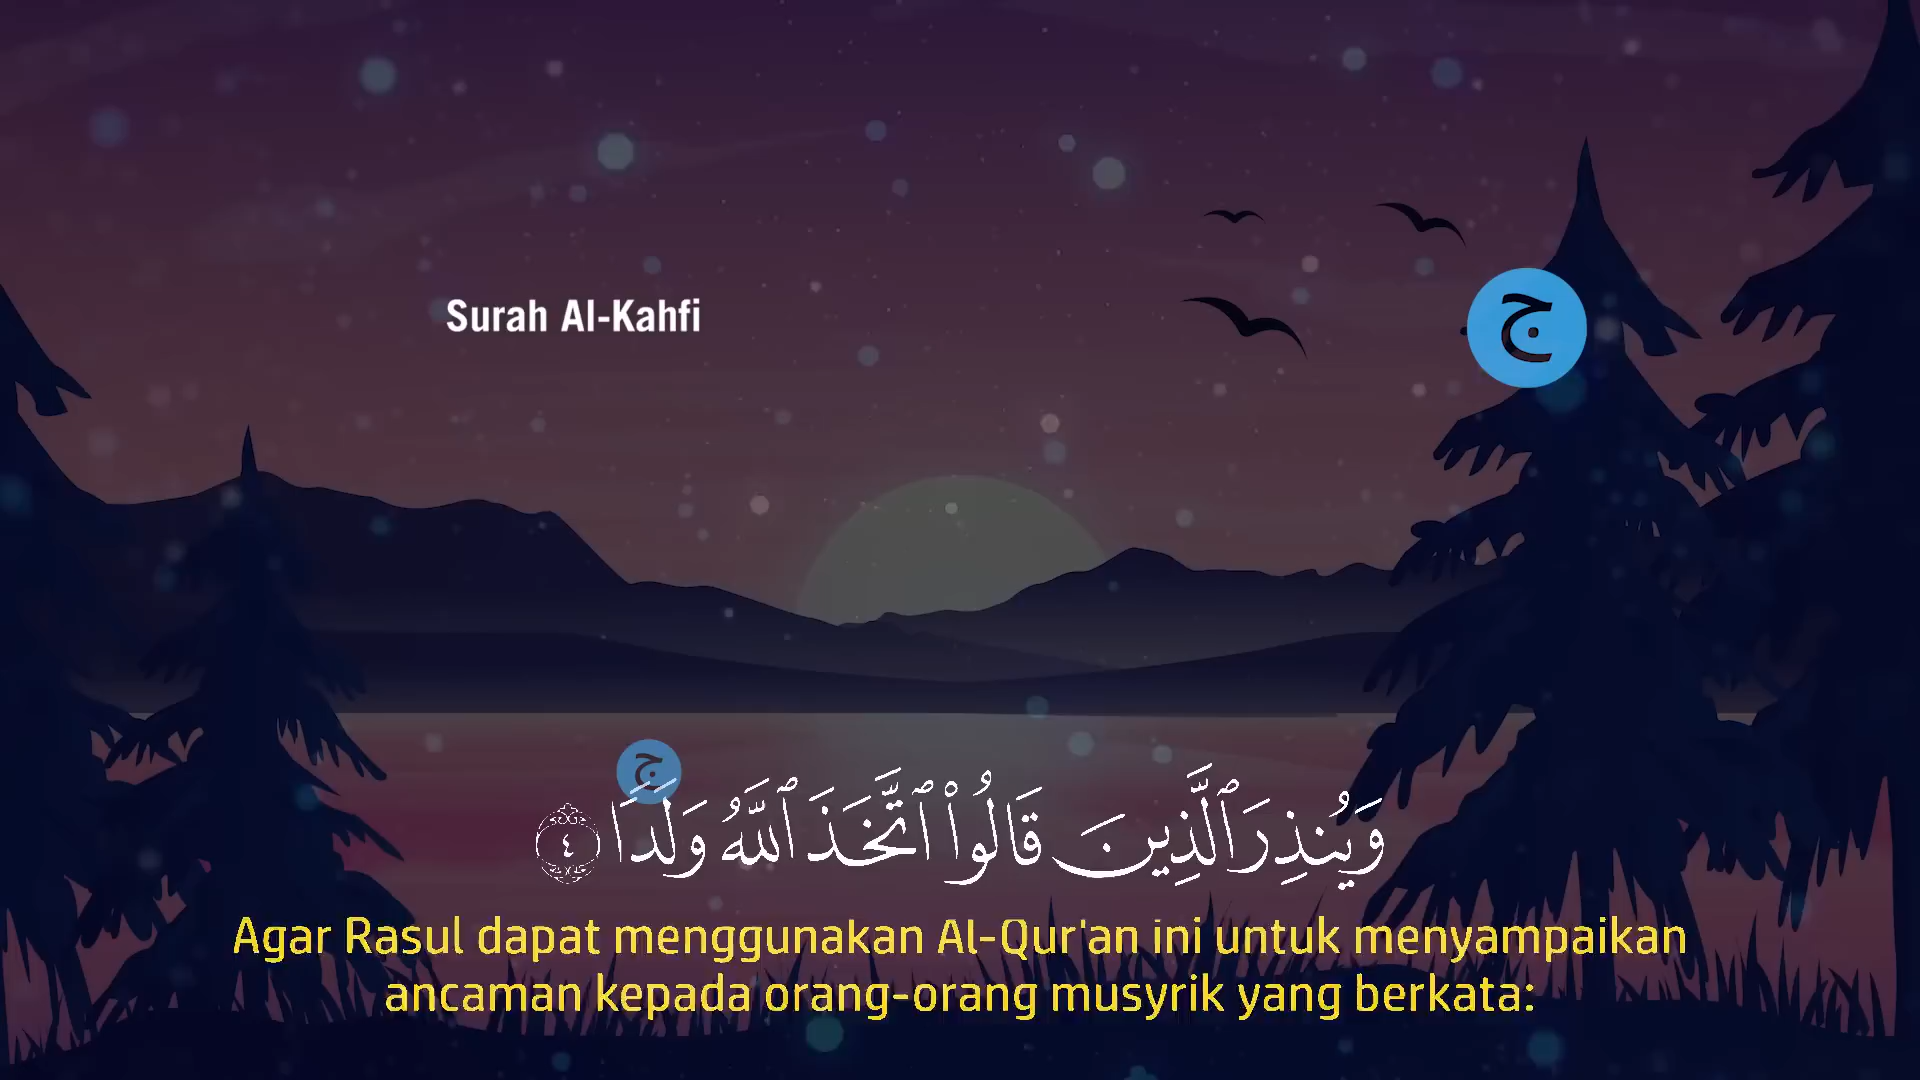 Surah Al-Kahfi
ج
ج
وَيُنذِرَ ٱلَّذِينَ قَالُوا۟ ٱتَّخَذَ ٱللَّهُ وَلَدًا ٤
Agar Rasul dapat menggunakan Al-Qur'an ini untuk menyampaikan
ancaman kepada orang-orang musyrik yang berkata: